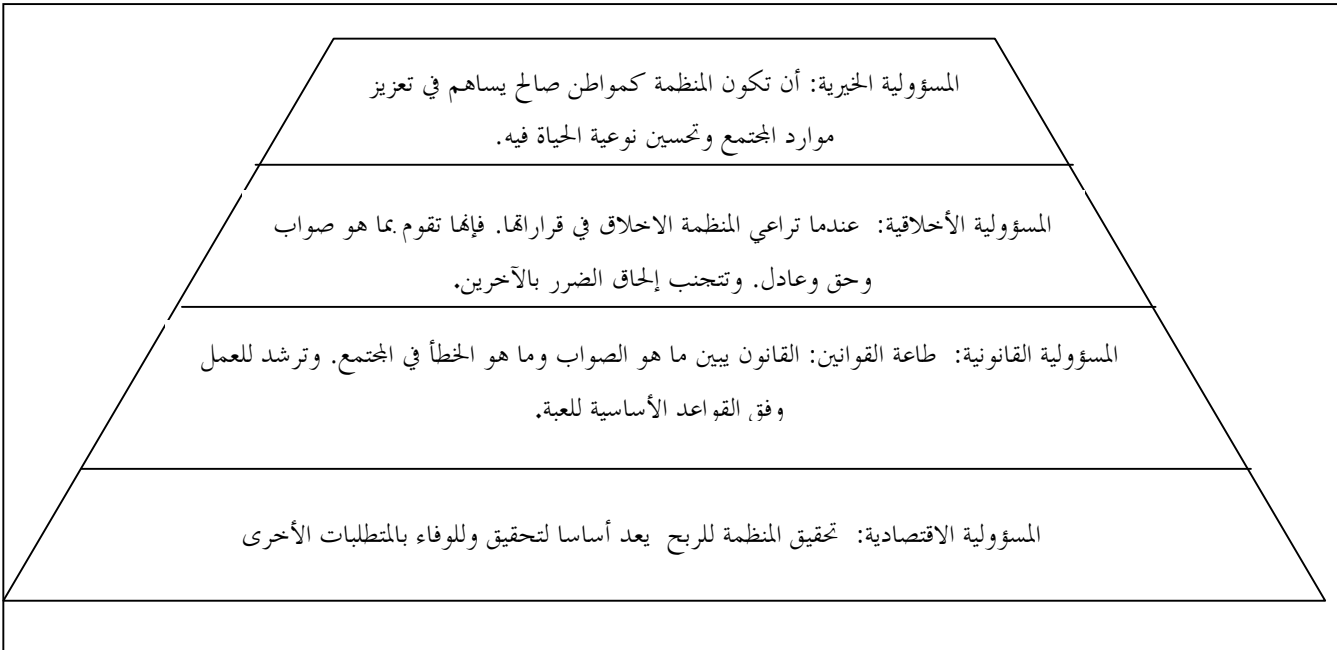 المسؤولية الخيرية: أن تكون المنظمة كمواطن صالح يساهم في تعزيز
موارد المجتمع وتحسين نوعية الحياة فيه.
المسؤولية الأخلاقية: عندما تراعي المنظمة الاخلاق في قراراتها. فإنها تقوم بما هو صواب
وحق وعادل. وتتجنب إلحاق الضرر بالآخرين.
المسؤولية القانونية: طاعة القوانين: القانون يبين ما هو الصواب وما هو الخطأ في المجتمع. وترشد للعمل
وفق القواعد الأساسية للعبة.
المسؤولية الاقتصادية: تحقيق المنظمة للربح يعد أساسا لتحقيق وللوفاء بالمتطلبات الأخرى